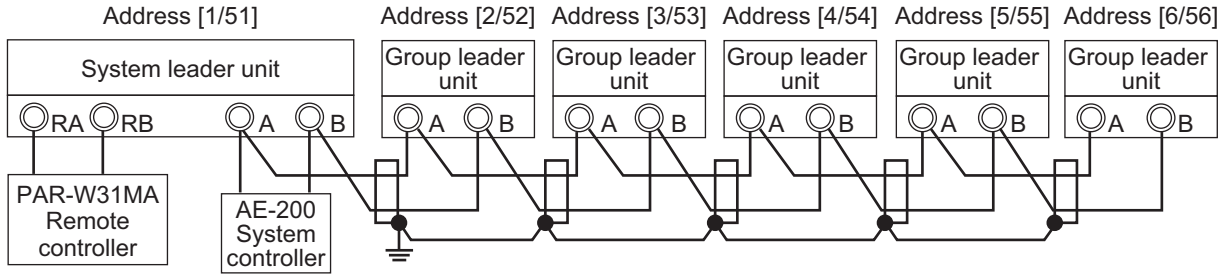 Address [1/51]
Address [2/52]
Address [3/53]
Address [4/54]
Address [5/55]
Address [6/56]
System leader unit
Group leader
unit
Group leader
unit
Group leader
unit
Group leader
unit
Group leader
unit
RA
RB
A
B
A
B
A
B
A
B
A
B
A
B
PAR-W31MA
Remote
controller
AE-200
System
controller